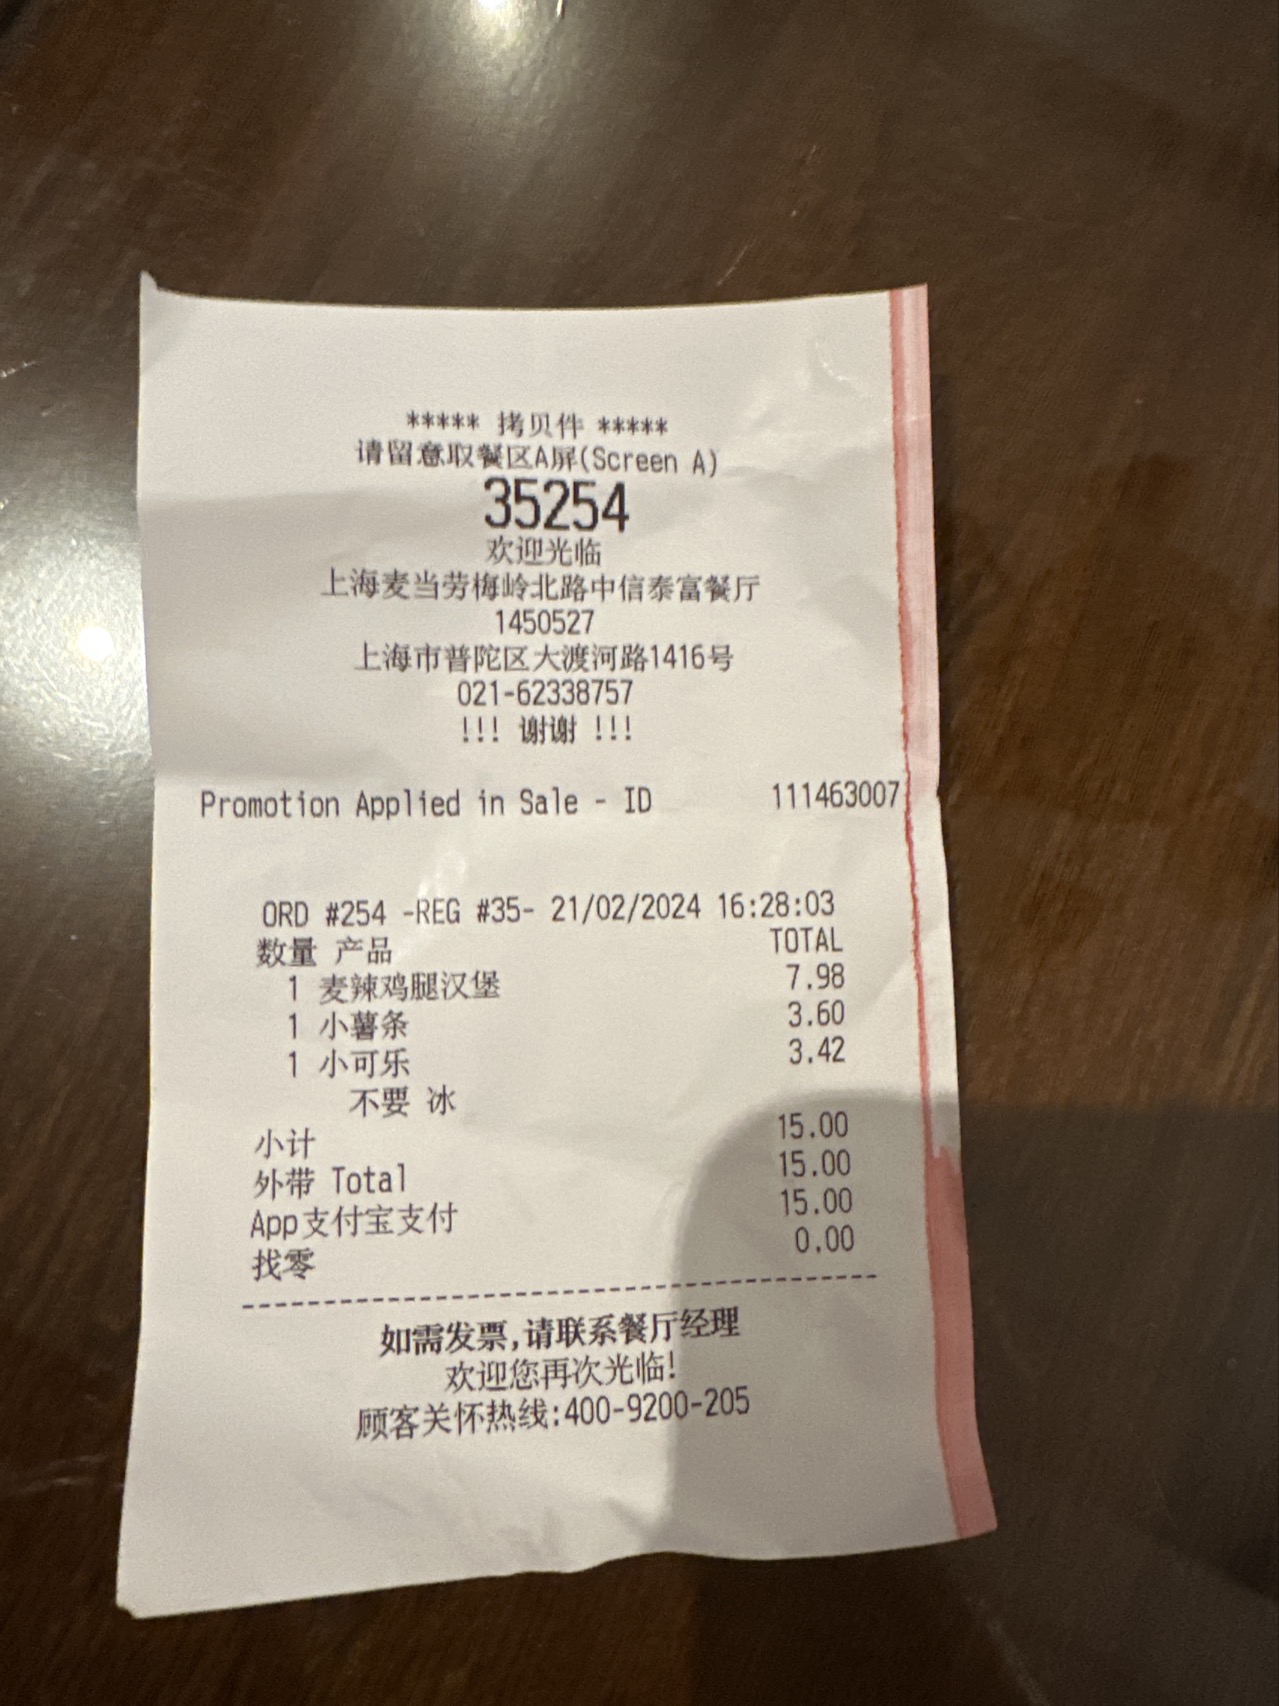 ***** 拷贝件 *****
请留意取餐区A屏(Screen A)
35254
欢迎光临
上海麦当劳梅岭北路中信泰富餐厅
1450527
上海市普陀区大渡河路1416号
021-62338757
!!! 谢谢 !!!
Promotion Applied in Sale - ID 111463007
ORD #254 -REG #35- 21/02/2024 16:28:03
数量 产品 TOTAL
1 麦辣鸡腿汉堡 7.98
1 小薯条 3.60
1 小可乐 3.42
不要 冰
小计 15.00
外带 Total 15.00
App支付宝支付 15.00
找零 0.00
--------------------------------------
如需发票,请联系餐厅经理
欢迎您再次光临!
顾客关怀热线:400-9200-205